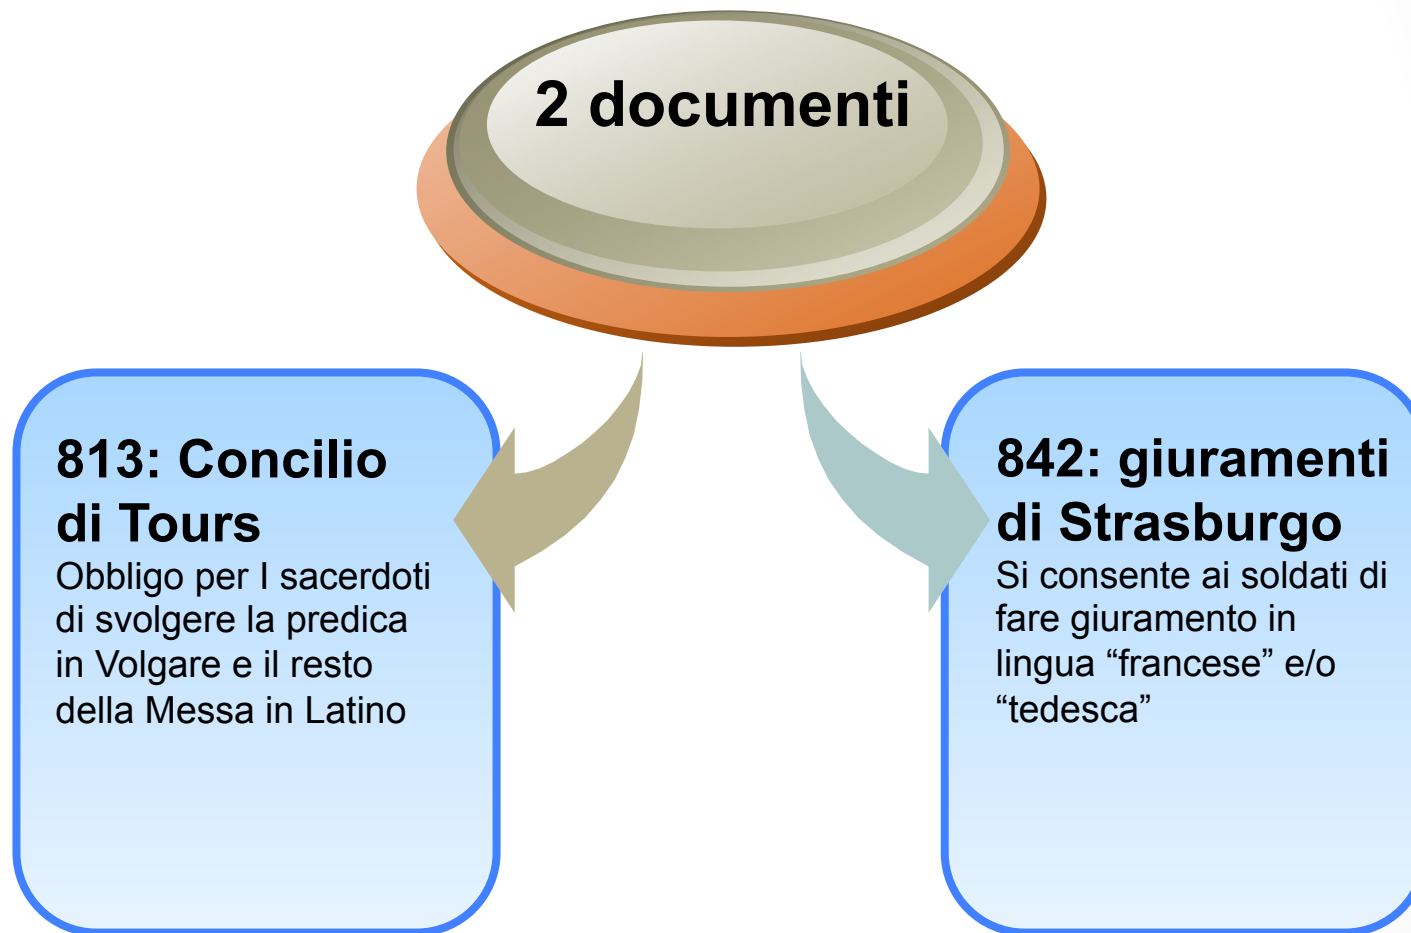 2 documenti
813: Concilio
di Tours
Obbligo per I sacerdoti
di svolgere la predica
in Volgare e il resto
della Messa in Latino
842: giuramenti
di Strasburgo
Si consente ai soldati di
fare giuramento in
lingua “francese” e/o
“tedesca”